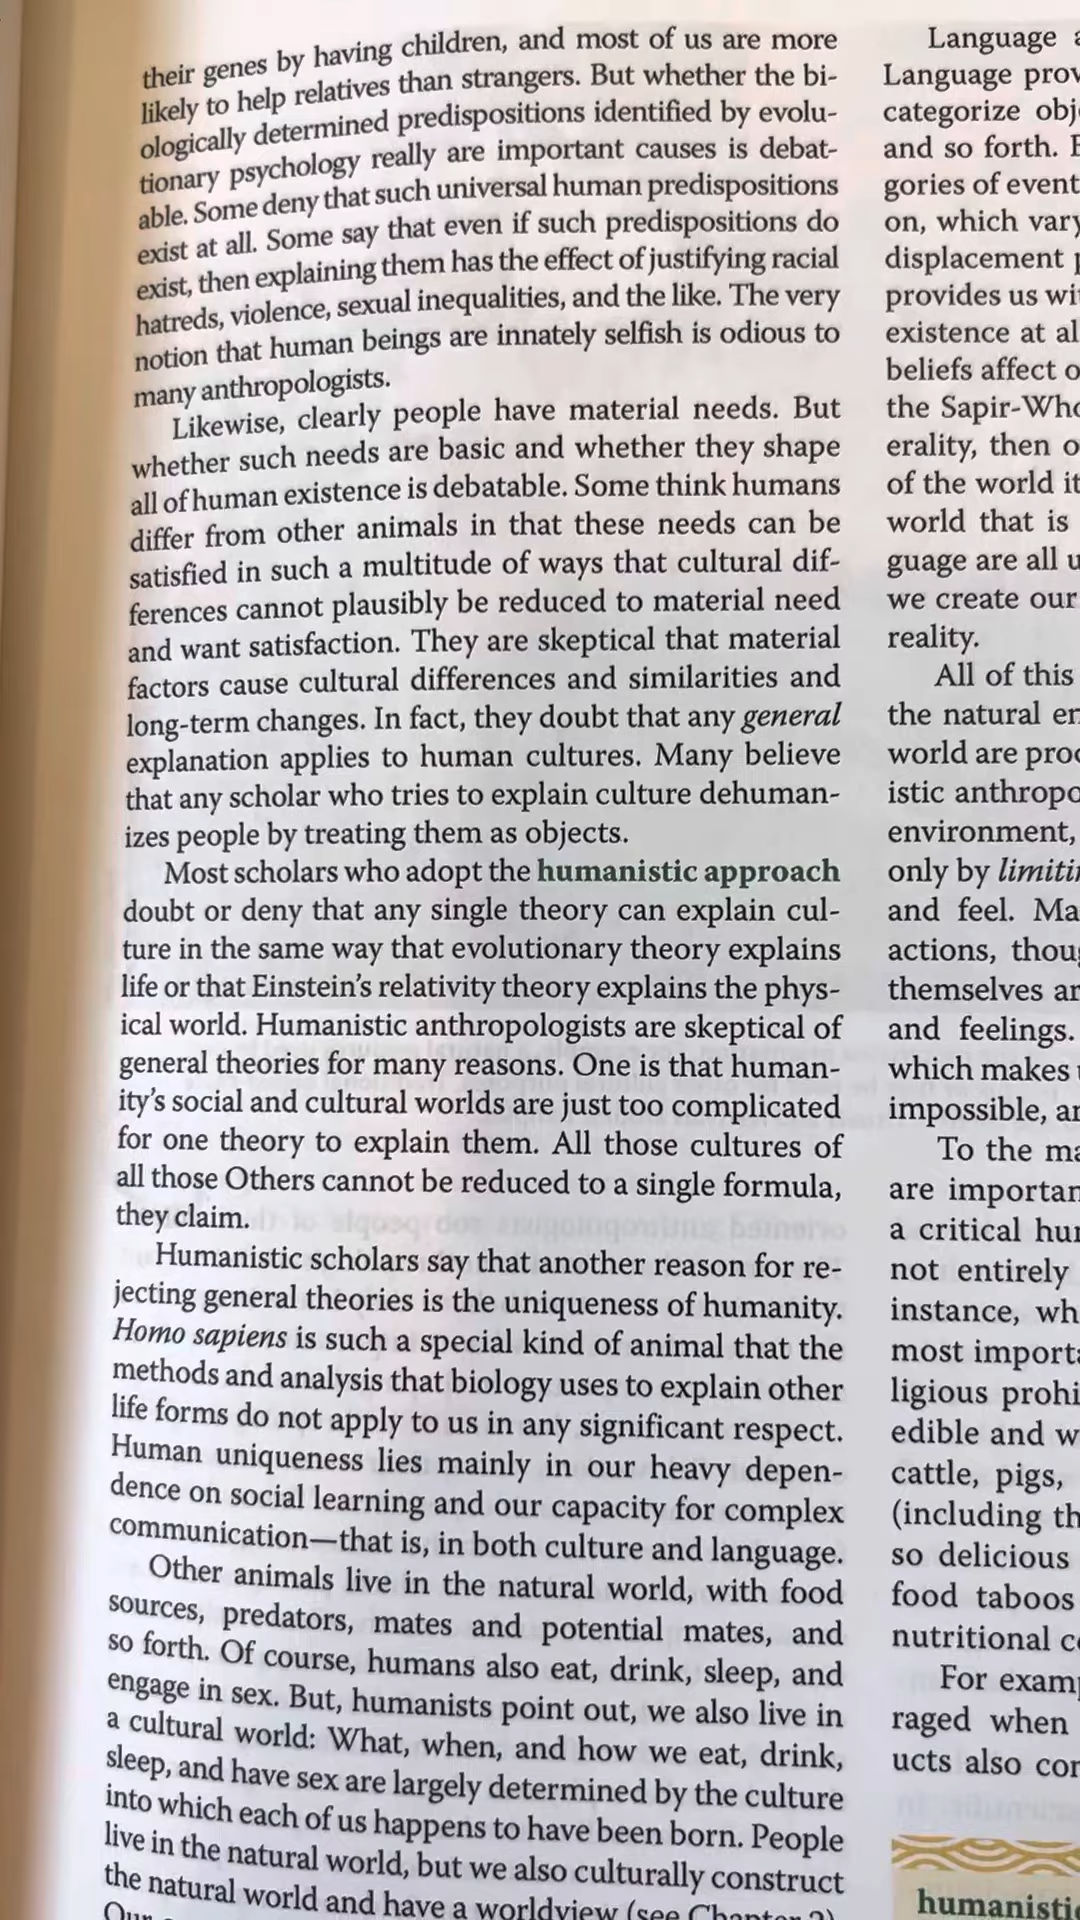 their genes by having children, and most of us are more
likely to help relatives than strangers. But whether the bi-
ologically determined predispositions identified by evolu-
tionary psychology really are important causes is debat-
able. Some deny that such universal human predispositions
exist at all. Some say that even if such predispositions do
exist, then explaining them has the effect of justifying racial
hatreds, violence, sexual inequalities, and the like. The very
notion that human beings are innately selfish is odious to
many anthropologists.
Likewise, clearly people have material needs. But
whether such needs are basic and whether they shape
all of human existence is debatable. Some think humans
differ from other animals in that these needs can be
satisfied in such a multitude of ways that cultural dif-
ferences cannot plausibly be reduced to material need
and want satisfaction. They are skeptical that material
factors cause cultural differences and similarities and
long-term changes. In fact, they doubt that any general
explanation applies to human cultures. Many believe
that any scholar who tries to explain culture dehuman-
izes people by treating them as objects.
Most scholars who adopt the humanistic approach
doubt or deny that any single theory can explain cul-
ture in the same way that evolutionary theory explains
life or that Einstein's relativity theory explains the phys-
ical world. Humanistic anthropologists are skeptical of
general theories for many reasons. One is that human-
ity's social and cultural worlds are just too complicated
for one theory to explain them. All those cultures of
all those Others cannot be reduced to a single formula,
they claim.
Humanistic scholars say that another reason for re-
jecting general theories is the uniqueness of humanity.
Homo sapiens is such a special kind of animal that the
methods and analysis that biology uses to explain other
life forms do not apply to us in any significant respect.
Human uniqueness lies mainly in our heavy depen-
dence on social learning and our capacity for complex
communication—that is, in both culture and language.
Other animals live in the natural world, with food
sources, predators, mates and potential mates, and
so forth. Of course, humans also eat, drink, sleep, and
engage in sex. But, humanists point out, we also live in
a cultural world: What, when, and how we eat, drink,
sleep, and have sex are largely determined by the culture
into which each of us happens to have been born. People
live in the natural world, but we also culturally construct
the natural world and have a worldview (see Chapter 2).
Our
Language
Language
categorize
and so forth.
gories of
on, which vary
displacement
provides us
existence at
beliefs affect
the
erality, then
of the world
world that is
guage are all
we create our
reality.
All of this
the natural
world are
istic
environment,
only by
and feel.
actions,
themselves
and feelings.
which makes
impossible,
To the
are
a critical
not entirely
instance,
most
ligious
edible and
cattle, pigs,
(including
so delicious
food taboos
nutritional
For
raged when
ucts also